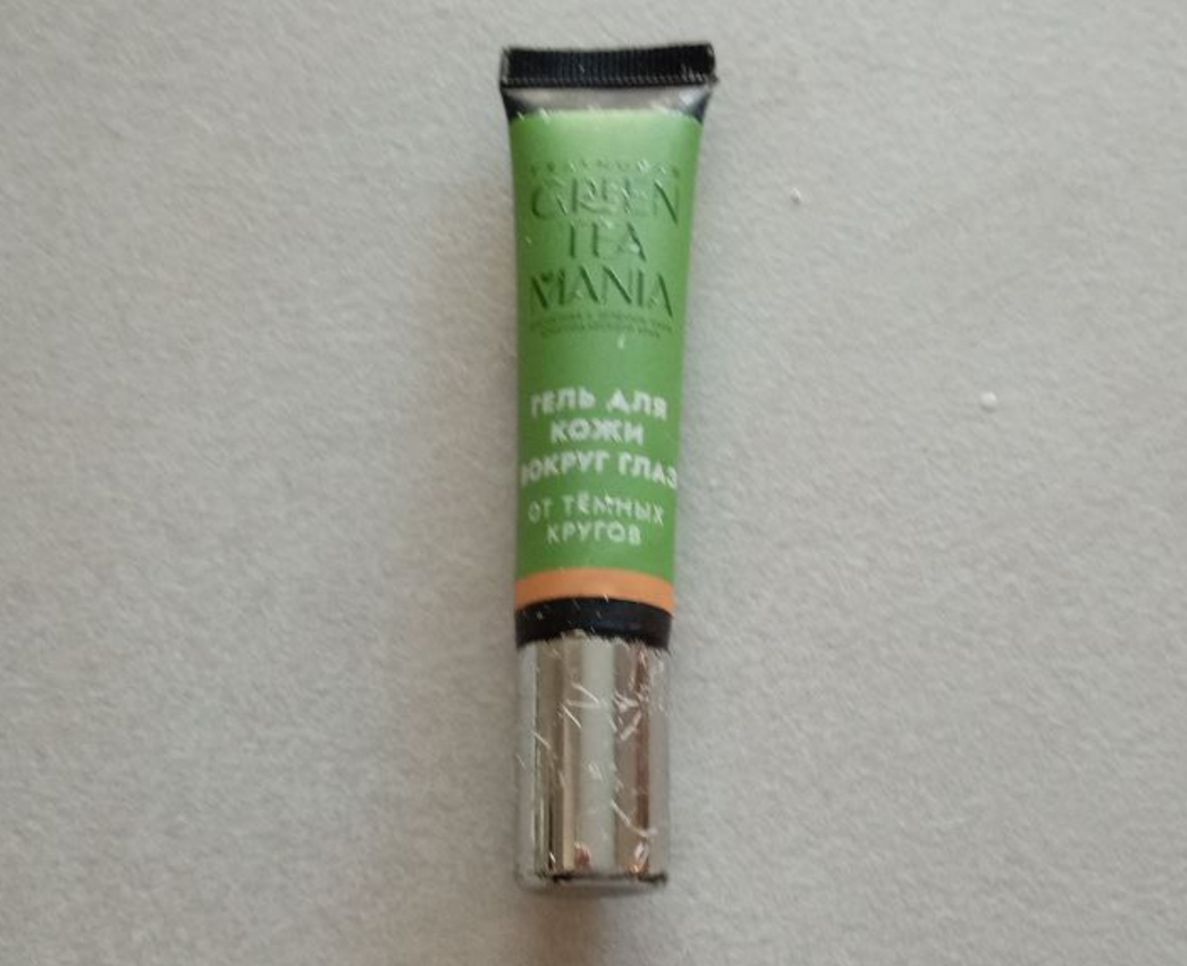 GREEN
TEA
MANIA
ГЕЛЬ ДЛЯ
КОЖИ
ВОКРУГ ГЛАЗ
ОТ ТЁМНЫХ
КРУГОВ